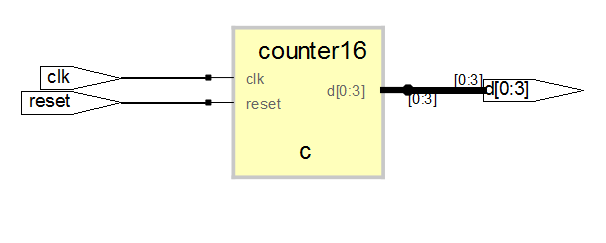 counter16
clk
clk
reset
reset
d[0:3]
[0:3]
[0:3]
d[0:3]
c